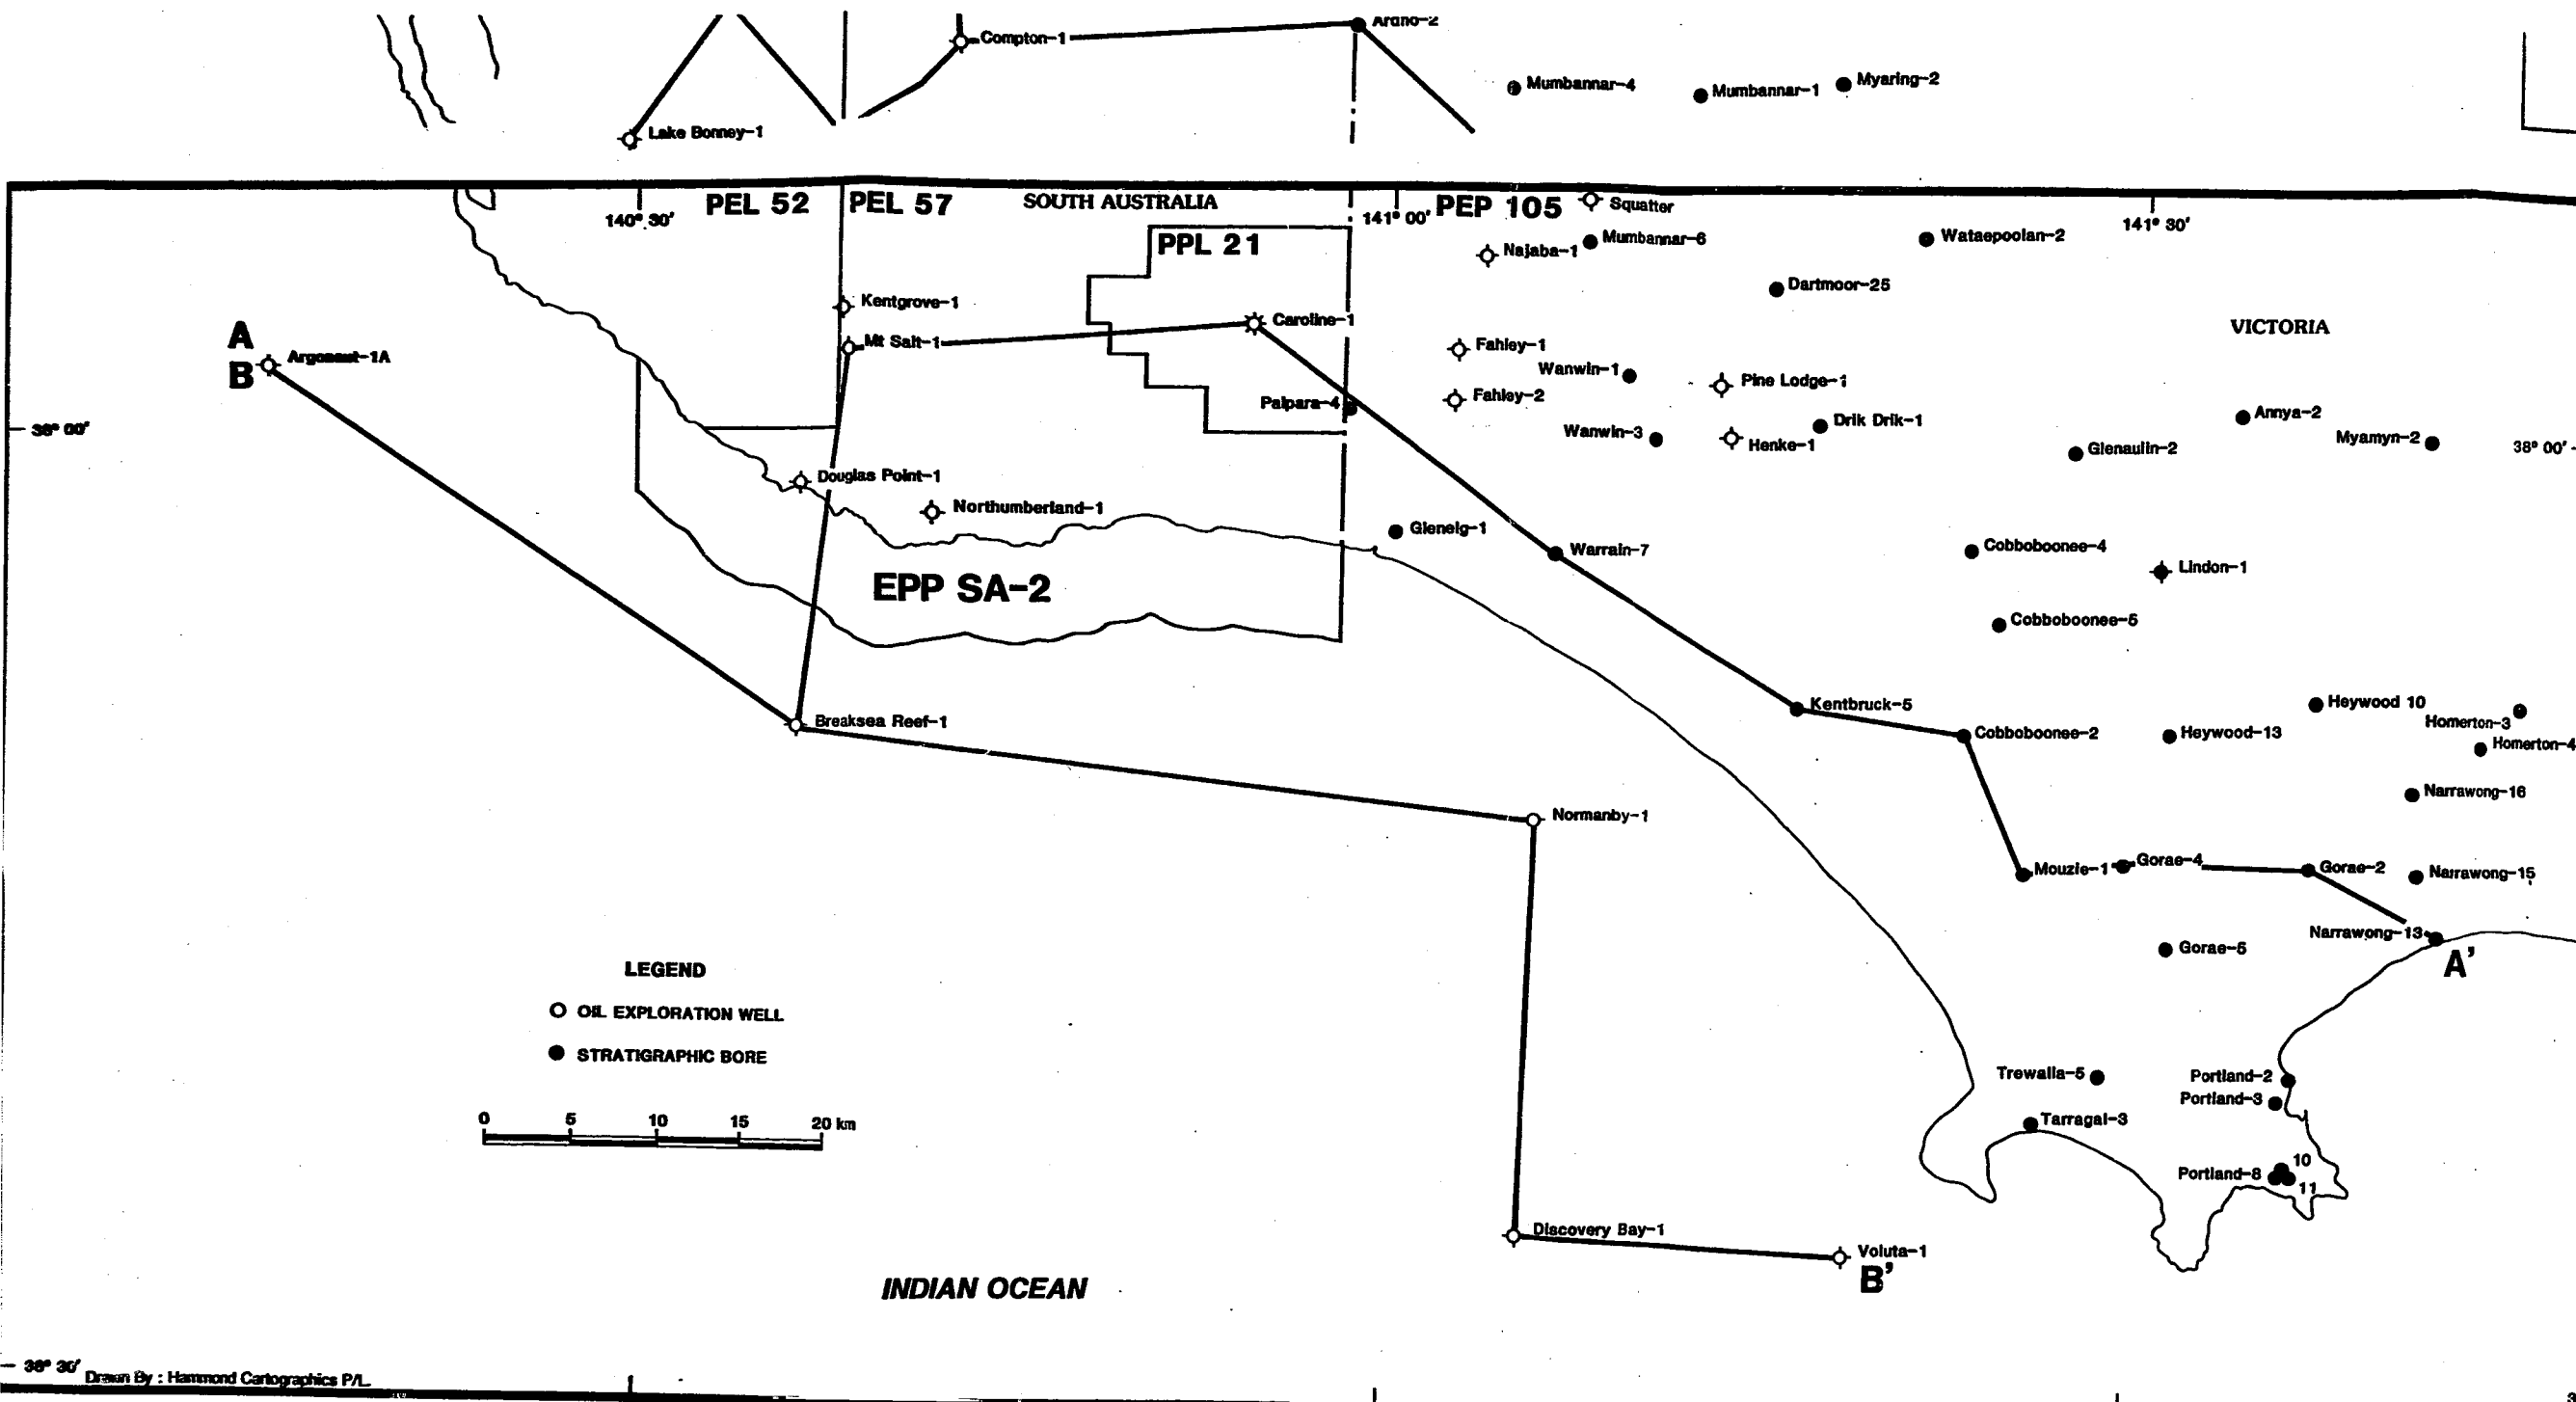 Ardno-2
Compton-1
Mumbannar-4
Mumbannar-1
Myaring-2
Lake Bonney-1
PEL 52
PEL 57
SOUTH AUSTRALIA
140° 30'
141° 00'
PEP 105
Squatter
141° 30'
PPL 21
Najaba-1
Mumbannar-6
Wataepoolan-2
Dartmoor-25
Kentgrove-1
Caroline-1
VICTORIA
A
Argonaut-1A
B
Mt Salt-1
Fahley-1
Wanwin-1
Pine Lodge-1
Fahley-2
Palpara-4
Annya-2
Drik Drik-1
38° 00'
Wanwin-3
Henke-1
Myamyn-2
Glenaulin-2
38° 00'
Douglas Point-1
Northumberland-1
Glenelg-1
Warrain-7
Cobboboonee-4
Lindon-1
EPP SA-2
Cobboboonee-5
Kentbruck-5
Heywood 10
Homerton-3
Breaksea Reef-1
Cobboboonee-2
Heywood-13
Homerton-4
Narrawong-16
Normanby-1
Mouzie-1
Gorae-4
Gorae-2
Narrawong-15
Narrawong-13
Gorae-5
A'
LEGEND
OIL EXPLORATION WELL
STRATIGRAPHIC BORE
Trewalla-5
Portland-2
Portland-3
0 5 10 15 20 km
Tarragal-3
10
Portland-8
11
Discovery Bay-1
Voluta-1
B'
INDIAN OCEAN
38° 30'
Drawn By : Hammond Cartographics P/L
3